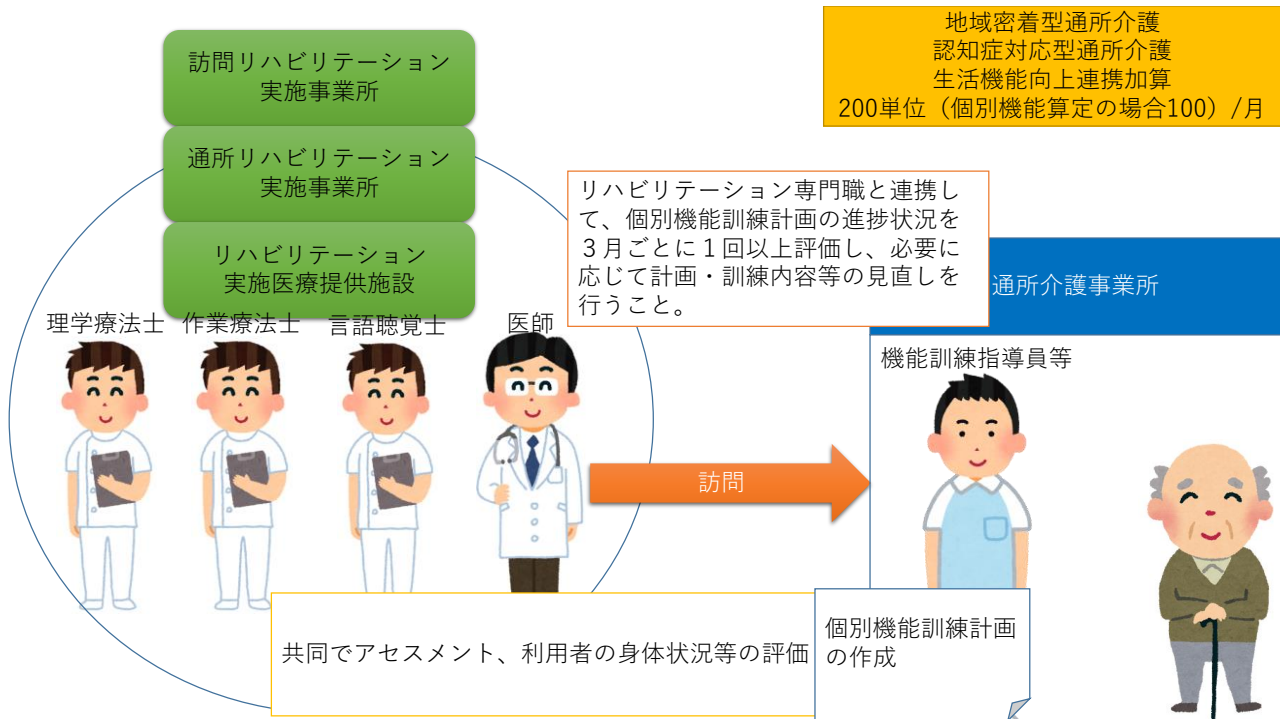 訪問リハビリテーション
実施事業所
通所リハビリテーション
実施事業所
リハビリテーション
実施医療提供施設
地域密着型通所介護
認知症対応型通所介護
生活機能向上連携加算
200単位（個別機能算定の場合100）/月
リハビリテーション専門職と連携し
て、個別機能訓練計画の進捗状況を
３月ごとに１回以上評価し、必要に
応じて計画・訓練内容等の見直しを
行うこと。
通所介護事業所
理学療法士
作業療法士
言語聴覚士
医師
機能訓練指導員等
訪問
共同でアセスメント、利用者の身体状況等の評価
個別機能訓練計画
の作成